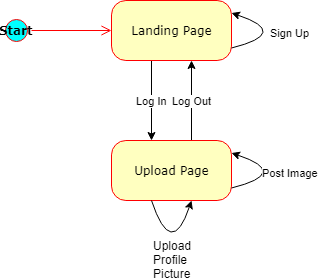 Start
Landing Page
Sign Up
Log In
Log Out
Upload Page
Post Image
Upload
Profile
Picture